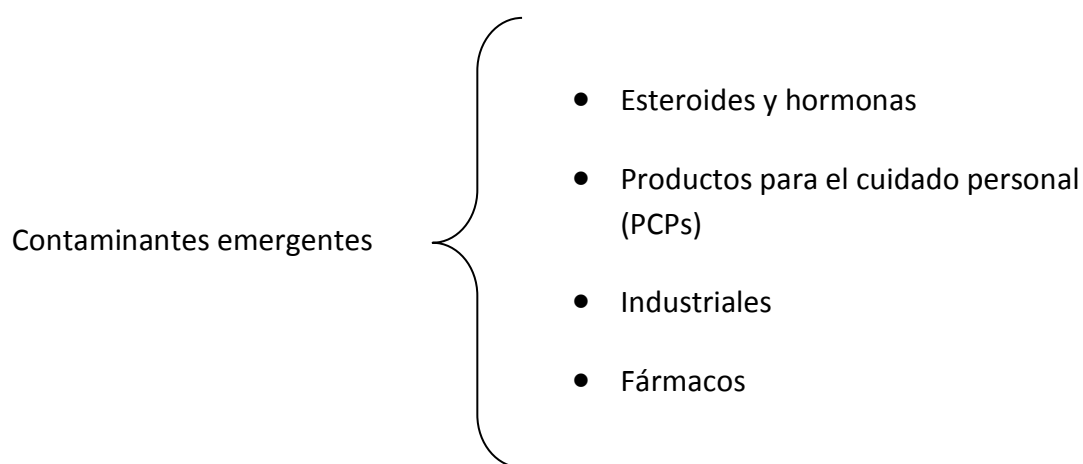 Contaminantes emergentes
● Esteroides y hormonas
● Productos para el cuidado personal
(PCPs)
● Industriales
● Fármacos